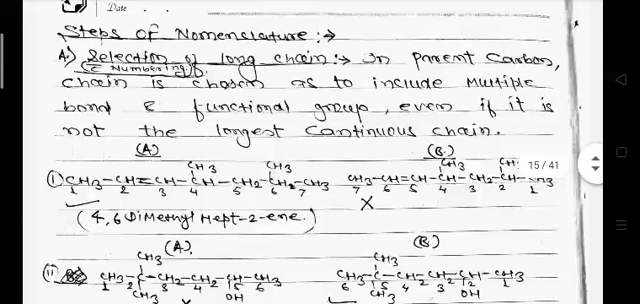 Date
Steps of Nomenclature:→
A.) Selection of long chain:→ In parent Carbon,
(& Numbering)
chain is chosen as to include Multiple
bond & functional group, even if it is
not the longest continuous chain.
(A) (B.)
CH3 CH3 CH3 CH3
15/41
(i) CH3-CH=CH-CH-CH2-CH2-CH3 CH3-CH=CH-CH-CH2-CH-CH3
1 2 3 4 5 6 7 7 6 5 4 3 2 1
X
(4,6 DiMethyl Hept-2-ene.)
(A) (B)
CH3 CH3
(ii) CH3-C-CH2-CH2-CH-CH3 CH3-C-CH2-CH2-CH-CH3
1 2 3 4 5 6 6 5 4 3 2 1
CH3 OH CH3 OH